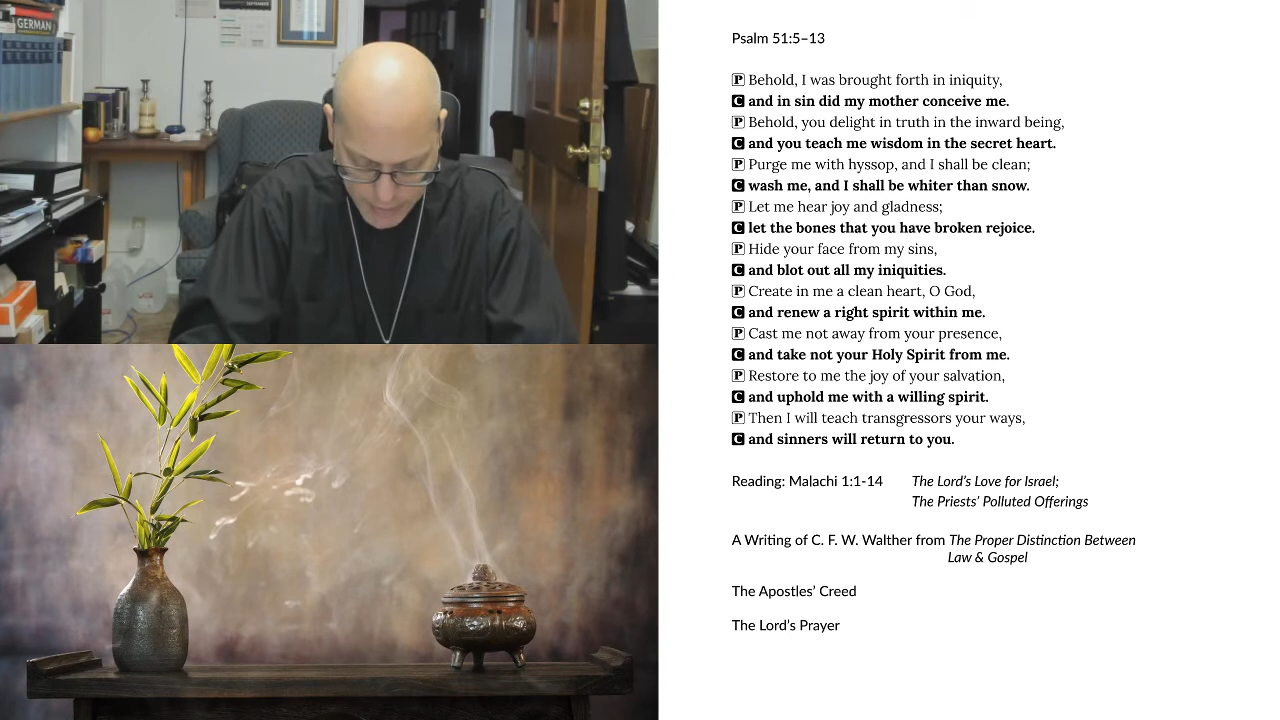 GERMAN
SEPTEMBER
Psalm 51:5–13
P Behold, I was brought forth in iniquity,
C and in sin did my mother conceive me.
P Behold, you delight in truth in the inward being,
C and you teach me wisdom in the secret heart.
P Purge me with hyssop, and I shall be clean;
C wash me, and I shall be whiter than snow.
P Let me hear joy and gladness;
C let the bones that you have broken rejoice.
P Hide your face from my sins,
C and blot out all my iniquities.
P Create in me a clean heart, O God,
C and renew a right spirit within me.
P Cast me not away from your presence,
C and take not your Holy Spirit from me.
P Restore to me the joy of your salvation,
C and uphold me with a willing spirit.
P Then I will teach transgressors your ways,
C and sinners will return to you.
Reading: Malachi 1:1-14 The Lord’s Love for Israel;
The Priests’ Polluted Offerings
A Writing of C. F. W. Walther from The Proper Distinction Between
Law & Gospel
The Apostles’ Creed
The Lord’s Prayer